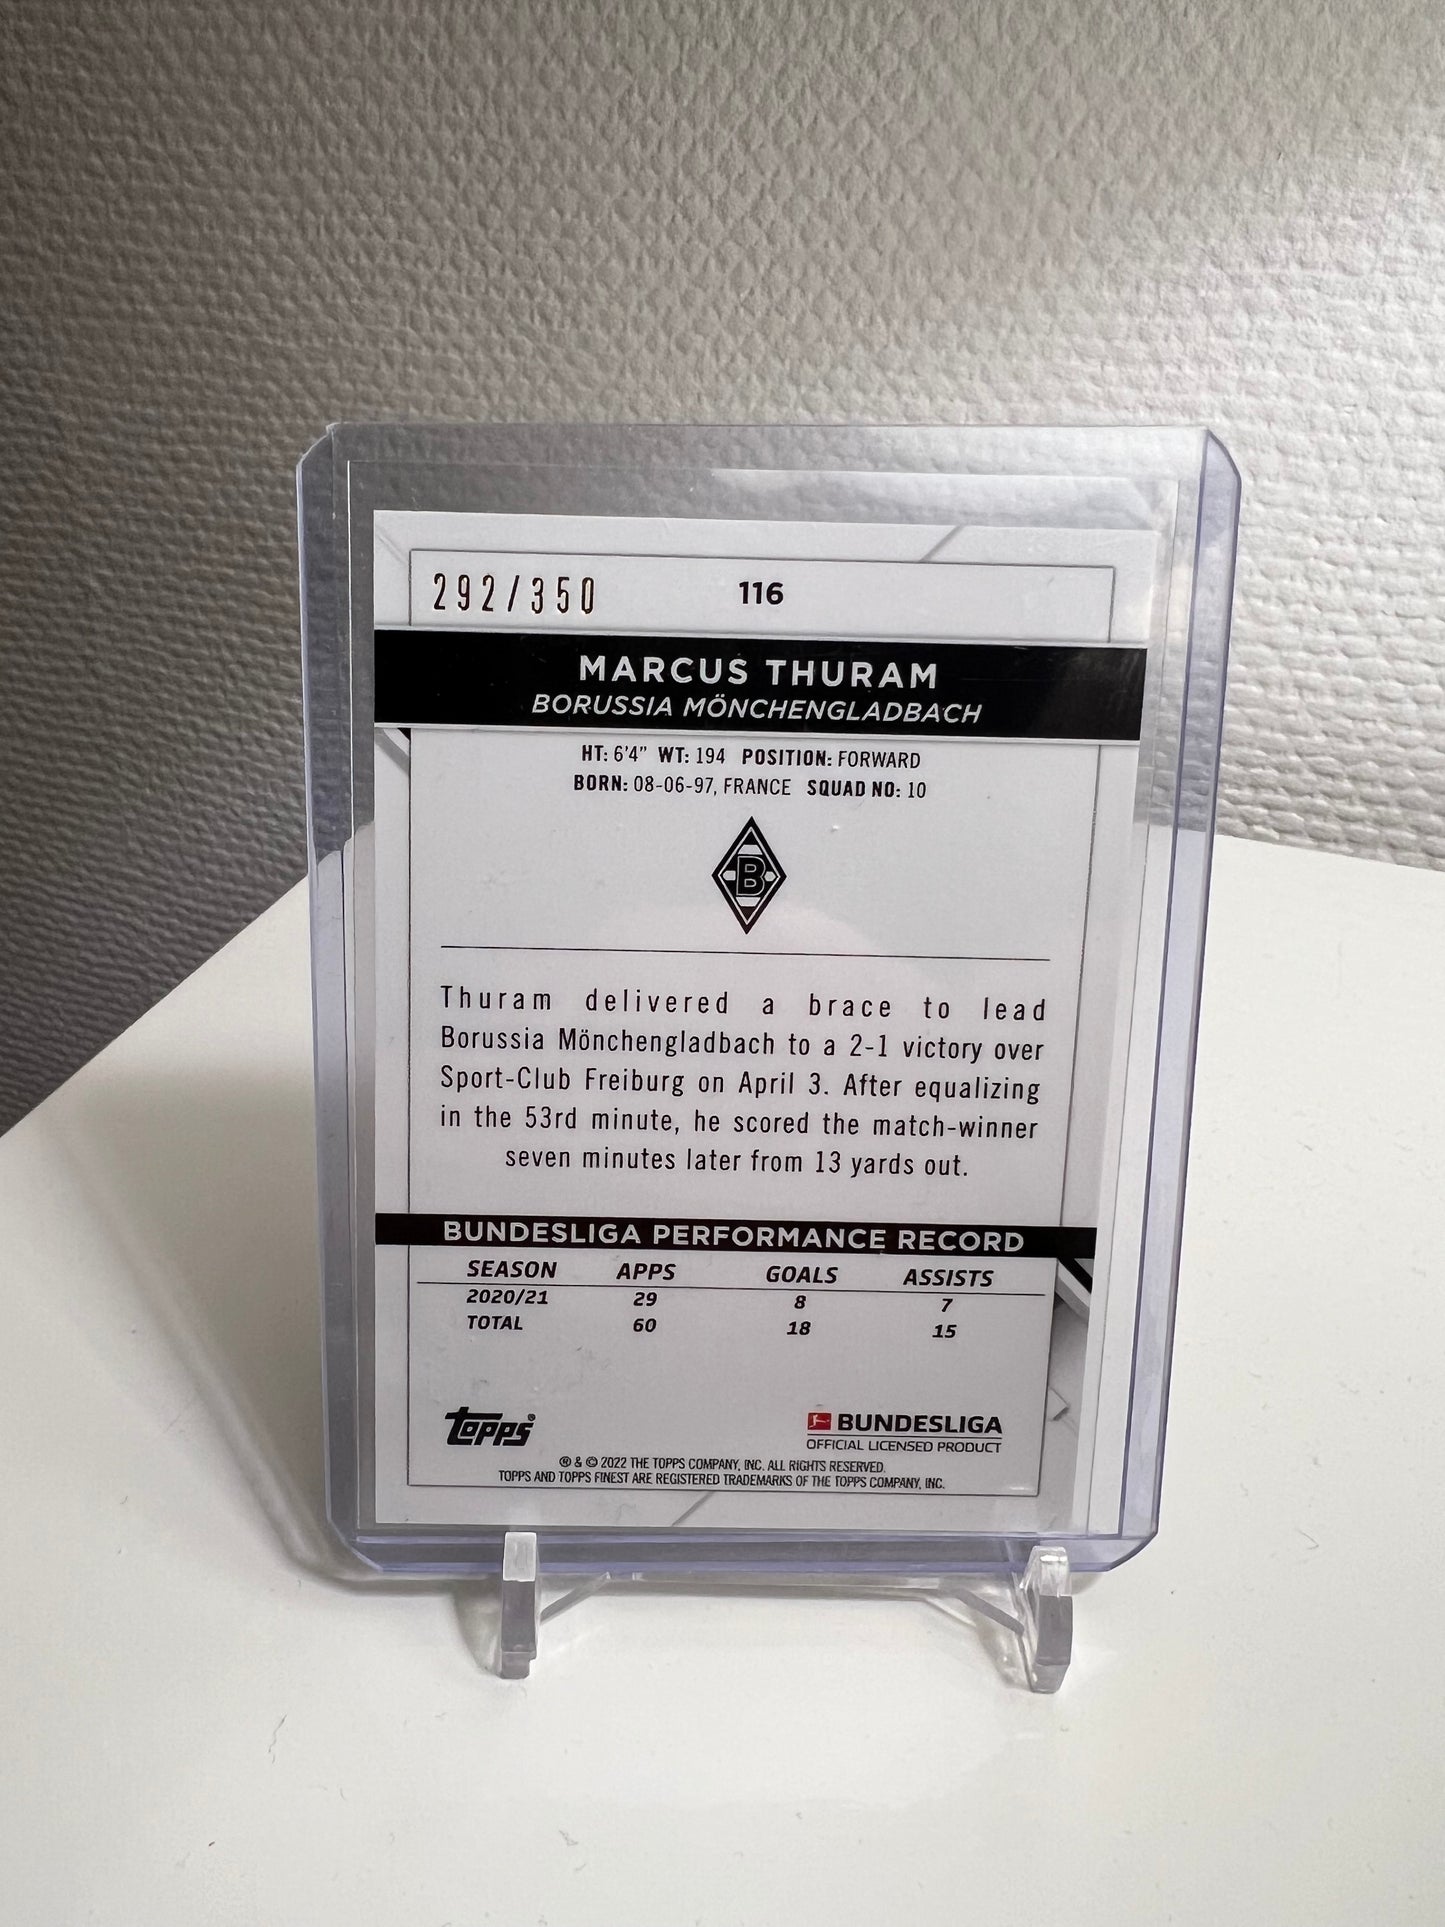 292/350 116
MARCUS THURAM
BORUSSIA MÖNCHENGLADBACH
HT: 6'4" WT: 194 POSITION: FORWARD
BORN: 08-06-97, FRANCE SQUAD NO: 10
B
Thuram delivered a brace to lead
Borussia Mönchengladbach to a 2-1 victory over
Sport-Club Freiburg on April 3. After equalizing
in the 53rd minute, he scored the match-winner
seven minutes later from 13 yards out.
BUNDESLIGA PERFORMANCE RECORD
SEASON APPS GOALS ASSISTS
2020/21 29 8 7
TOTAL 60 18 15
topps®
BUNDESLIGA
OFFICIAL LICENSED PRODUCT
® & © 2022 THE TOPPS COMPANY, INC. ALL RIGHTS RESERVED.
TOPPS AND TOPPS FINEST ARE REGISTERED TRADEMARKS OF THE TOPPS COMPANY, INC.